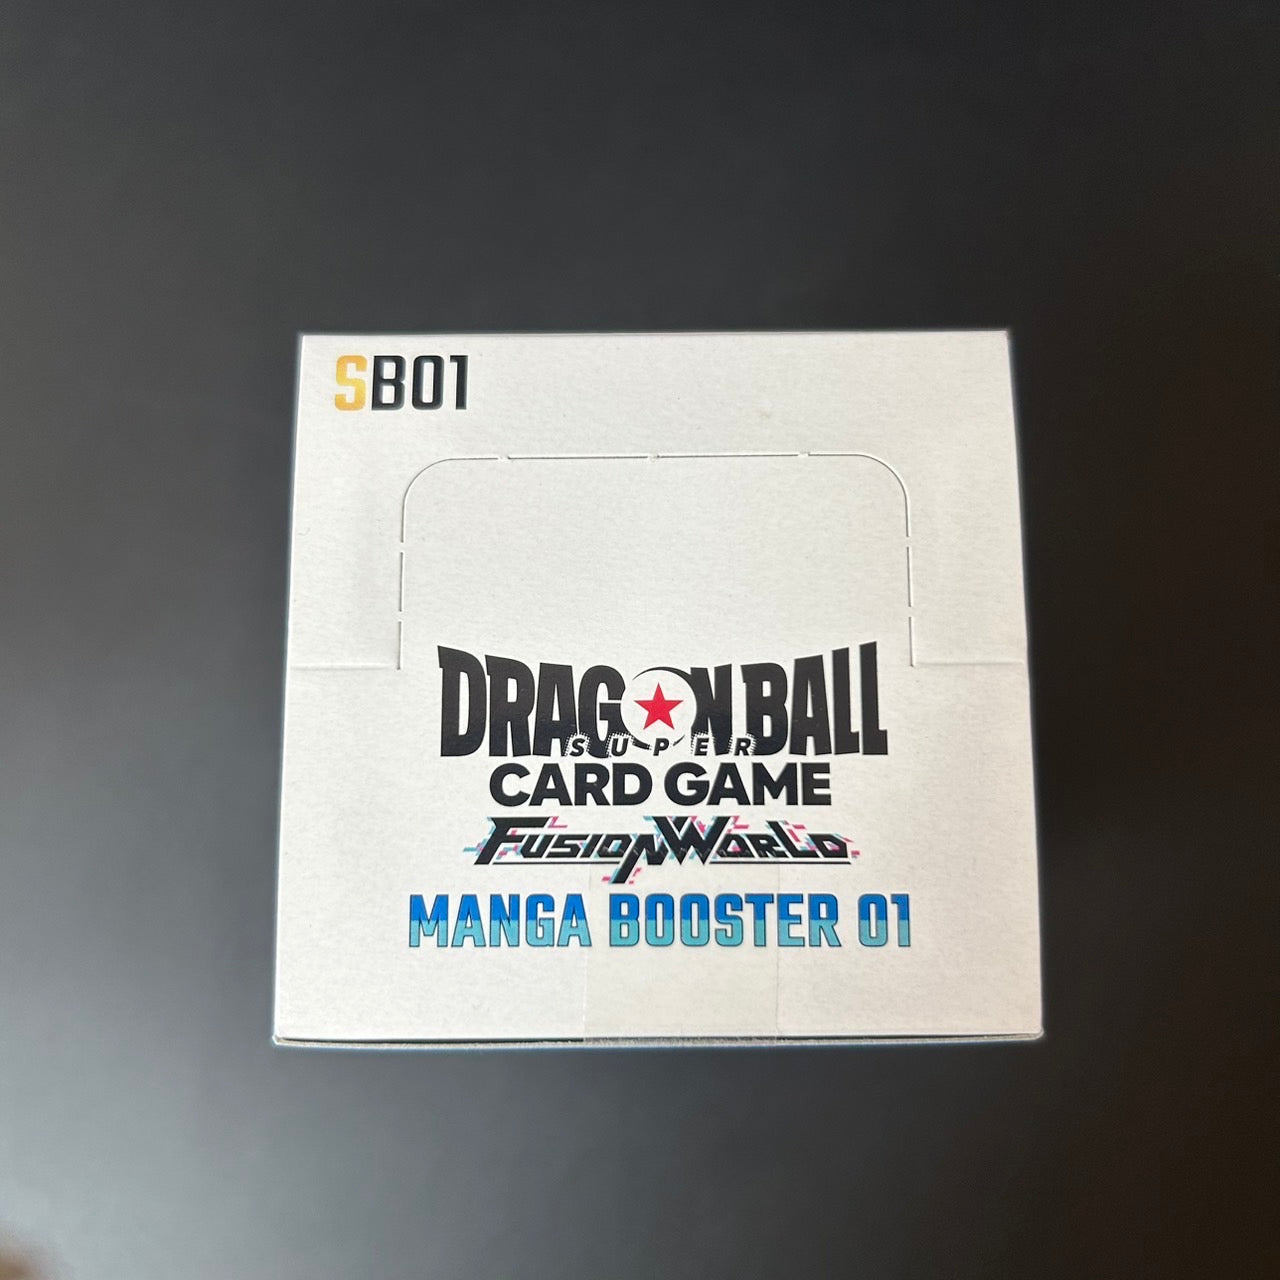 SB01
DRAGON BALL
SUPER
CARD GAME
FUSION WORLD
MANGA BOOSTER 01